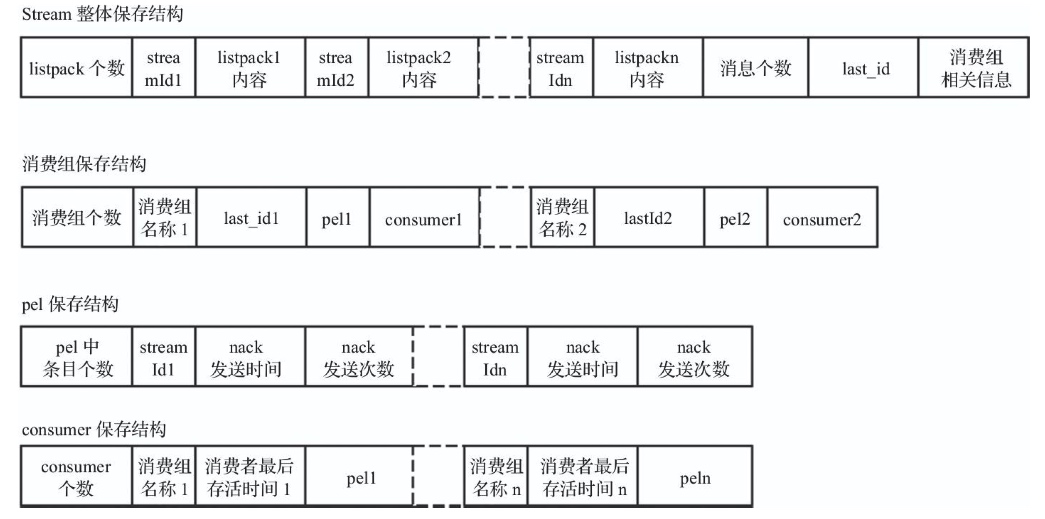 Stream 整体保存结构
listpack 个数 strea mId1 listpack1 内容 strea mId2 listpack2 内容 stream Idn listpackn 内容 消息个数 last_id 消费组 相关信息
消费组保存结构
消费组个数 消费组 名称 1 last_id1 pel1 consumer1 消费组 名称 2 lastId2 pel2 consumer2
pel 保存结构
pel 中 条目个数 stream Id1 nack 发送时间 nack 发送次数 stream Idn nack 发送时间 nack 发送次数
consumer 保存结构
consumer 个数 消费组 名称 1 消费者最后 存活时间 1 pel1 消费组 名称 n 消费者最后 存活时间 n peln